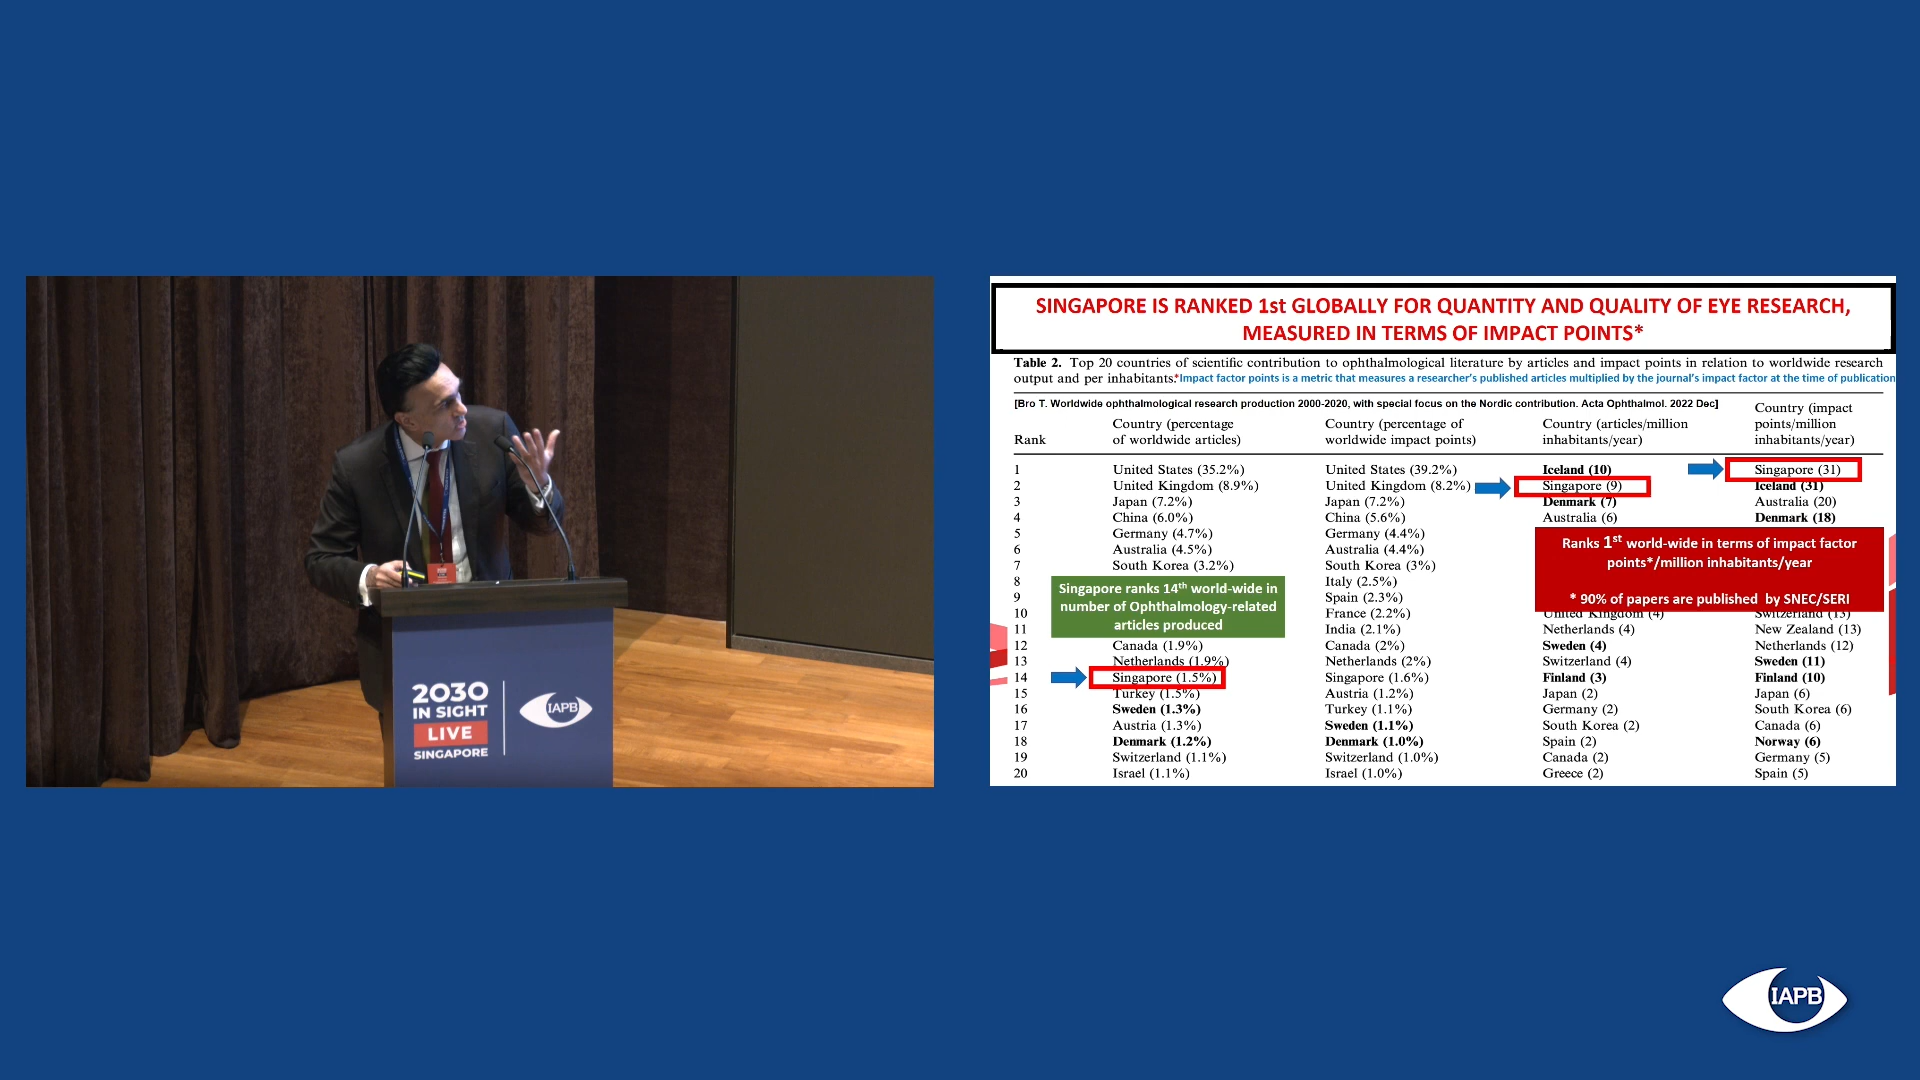 2030
IN SIGHT
LIVE
SINGAPORE
IAPB
SINGAPORE IS RANKED 1st GLOBALLY FOR QUANTITY AND QUALITY OF EYE RESEARCH,
MEASURED IN TERMS OF IMPACT POINTS*
Table 2. Top 20 countries of scientific contribution to ophthalmological literature by articles and impact points in relation to worldwide research
output and per inhabitants.*Impact factor points is a metric that measures a researcher's published articles multiplied by the journal's impact factor at the time of publication
[Bro T. Worldwide ophthalmological research production 2000-2020, with special focus on the Nordic contribution. Acta Ophthalmol. 2022 Dec]
Rank
Country (percentage
of worldwide articles)
Country (percentage of
worldwide impact points)
Country (articles/million
inhabitants/year)
Country (impact
points/million
inhabitants/year)
1 United States (35.2%) United States (39.2%) Iceland (10) Singapore (31)
2 United Kingdom (8.9%) United Kingdom (8.2%) Singapore (9) Iceland (31)
3 Japan (7.2%) Japan (7.2%) Denmark (7) Australia (20)
4 China (6.0%) China (5.6%) Australia (6) Denmark (18)
5 Germany (4.7%) Germany (4.4%)
6 Australia (4.5%) Australia (4.4%)
7 South Korea (3.2%) South Korea (3%)
8 Italy (2.5%)
9 Spain (2.3%)
10 France (2.2%) United Kingdom (4) Switzerland (13)
11 India (2.1%) Netherlands (4) New Zealand (13)
12 Canada (1.9%) Canada (2%) Sweden (4) Netherlands (12)
13 Netherlands (1.9%) Netherlands (2%) Switzerland (4) Sweden (11)
14 Singapore (1.5%) Singapore (1.6%) Finland (3) Finland (10)
15 Turkey (1.5%) Austria (1.2%) Japan (2) Japan (6)
16 Sweden (1.3%) Turkey (1.1%) Germany (2) South Korea (6)
17 Austria (1.3%) Sweden (1.1%) South Korea (2) Canada (6)
18 Denmark (1.2%) Denmark (1.0%) Spain (2) Norway (6)
19 Switzerland (1.1%) Switzerland (1.0%) Canada (2) Germany (5)
20 Israel (1.1%) Israel (1.0%) Greece (2) Spain (5)
Singapore ranks 14th world-wide in
number of Ophthalmology-related
articles produced
Ranks 1st world-wide in terms of impact factor
points*/million inhabitants/year
* 90% of papers are published by SNEC/SERI
IAPB